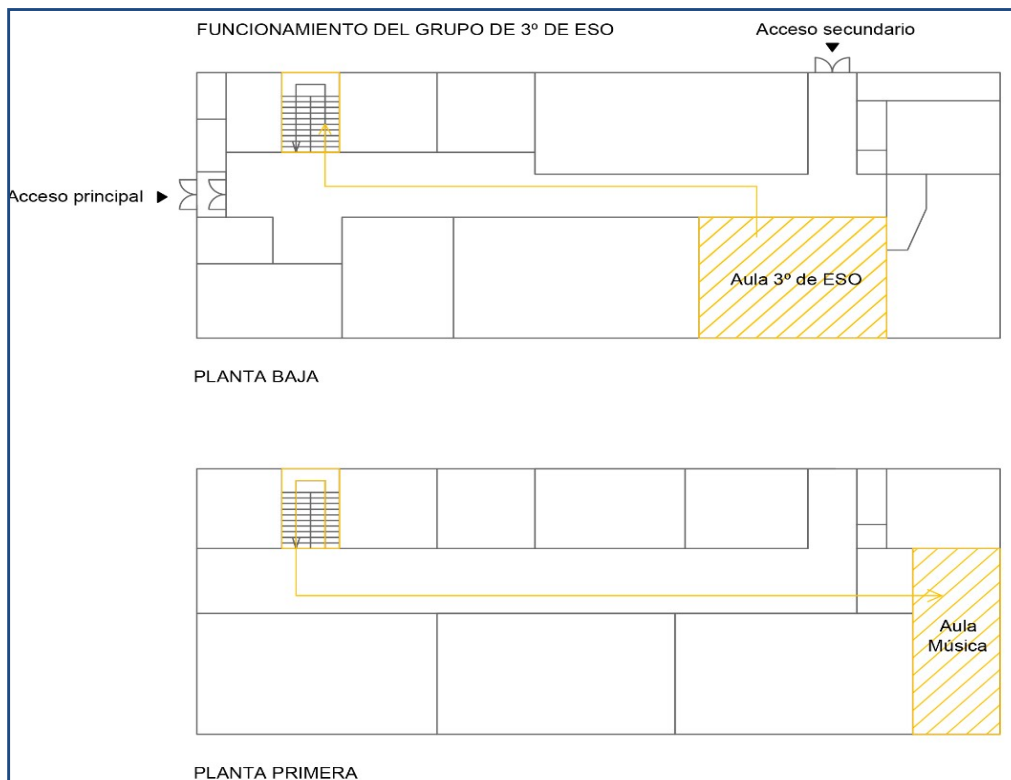 FUNCIONAMIENTO DEL GRUPO DE 3º DE ESO
Acceso secundario
Acceso principal
Aula 3º de ESO
PLANTA BAJA
Aula
Música
PLANTA PRIMERA